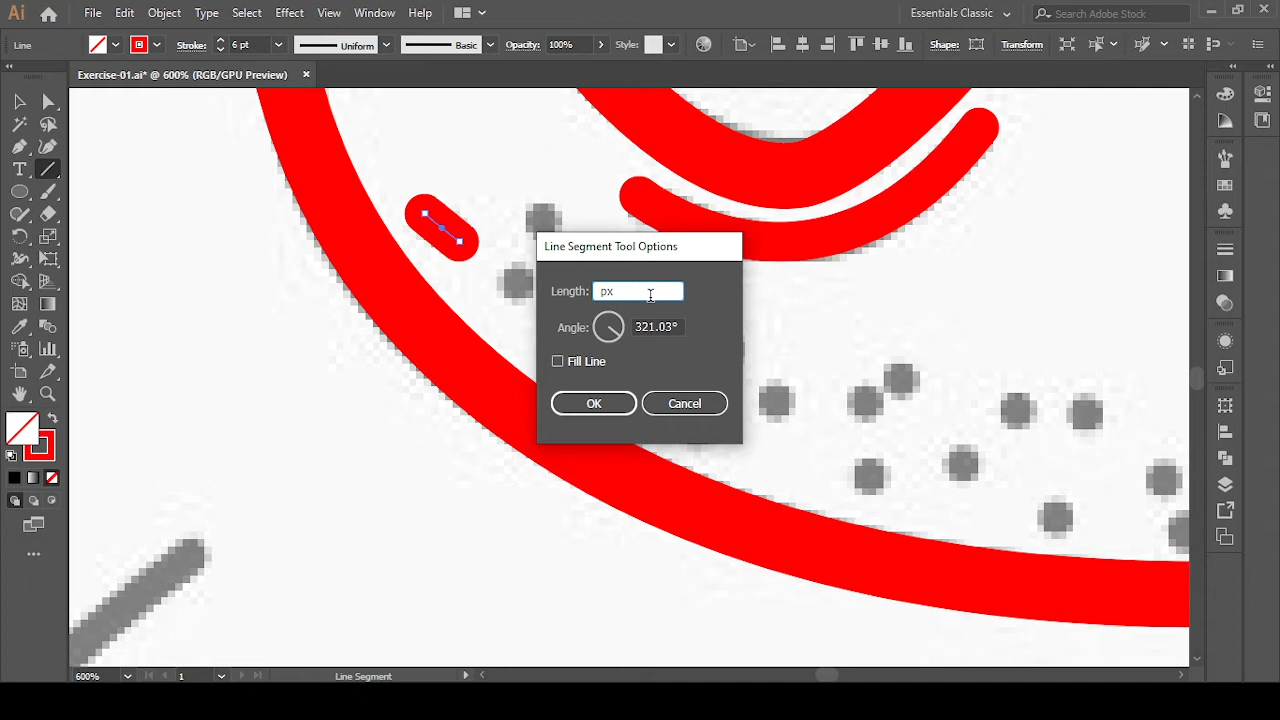 Ai File Edit Object Type Select Effect View Window Help Essentials Classic Search Adobe Stock
Line Stroke: 6 pt Uniform Basic Opacity: 100% Style: Shape: Transform
Exercise-01.ai* @ 600% (RGB/GPU Preview) ×
Line Segment Tool Options
Length: px
Angle: 321.03°
Fill Line
OK Cancel
600% 1 Line Segment